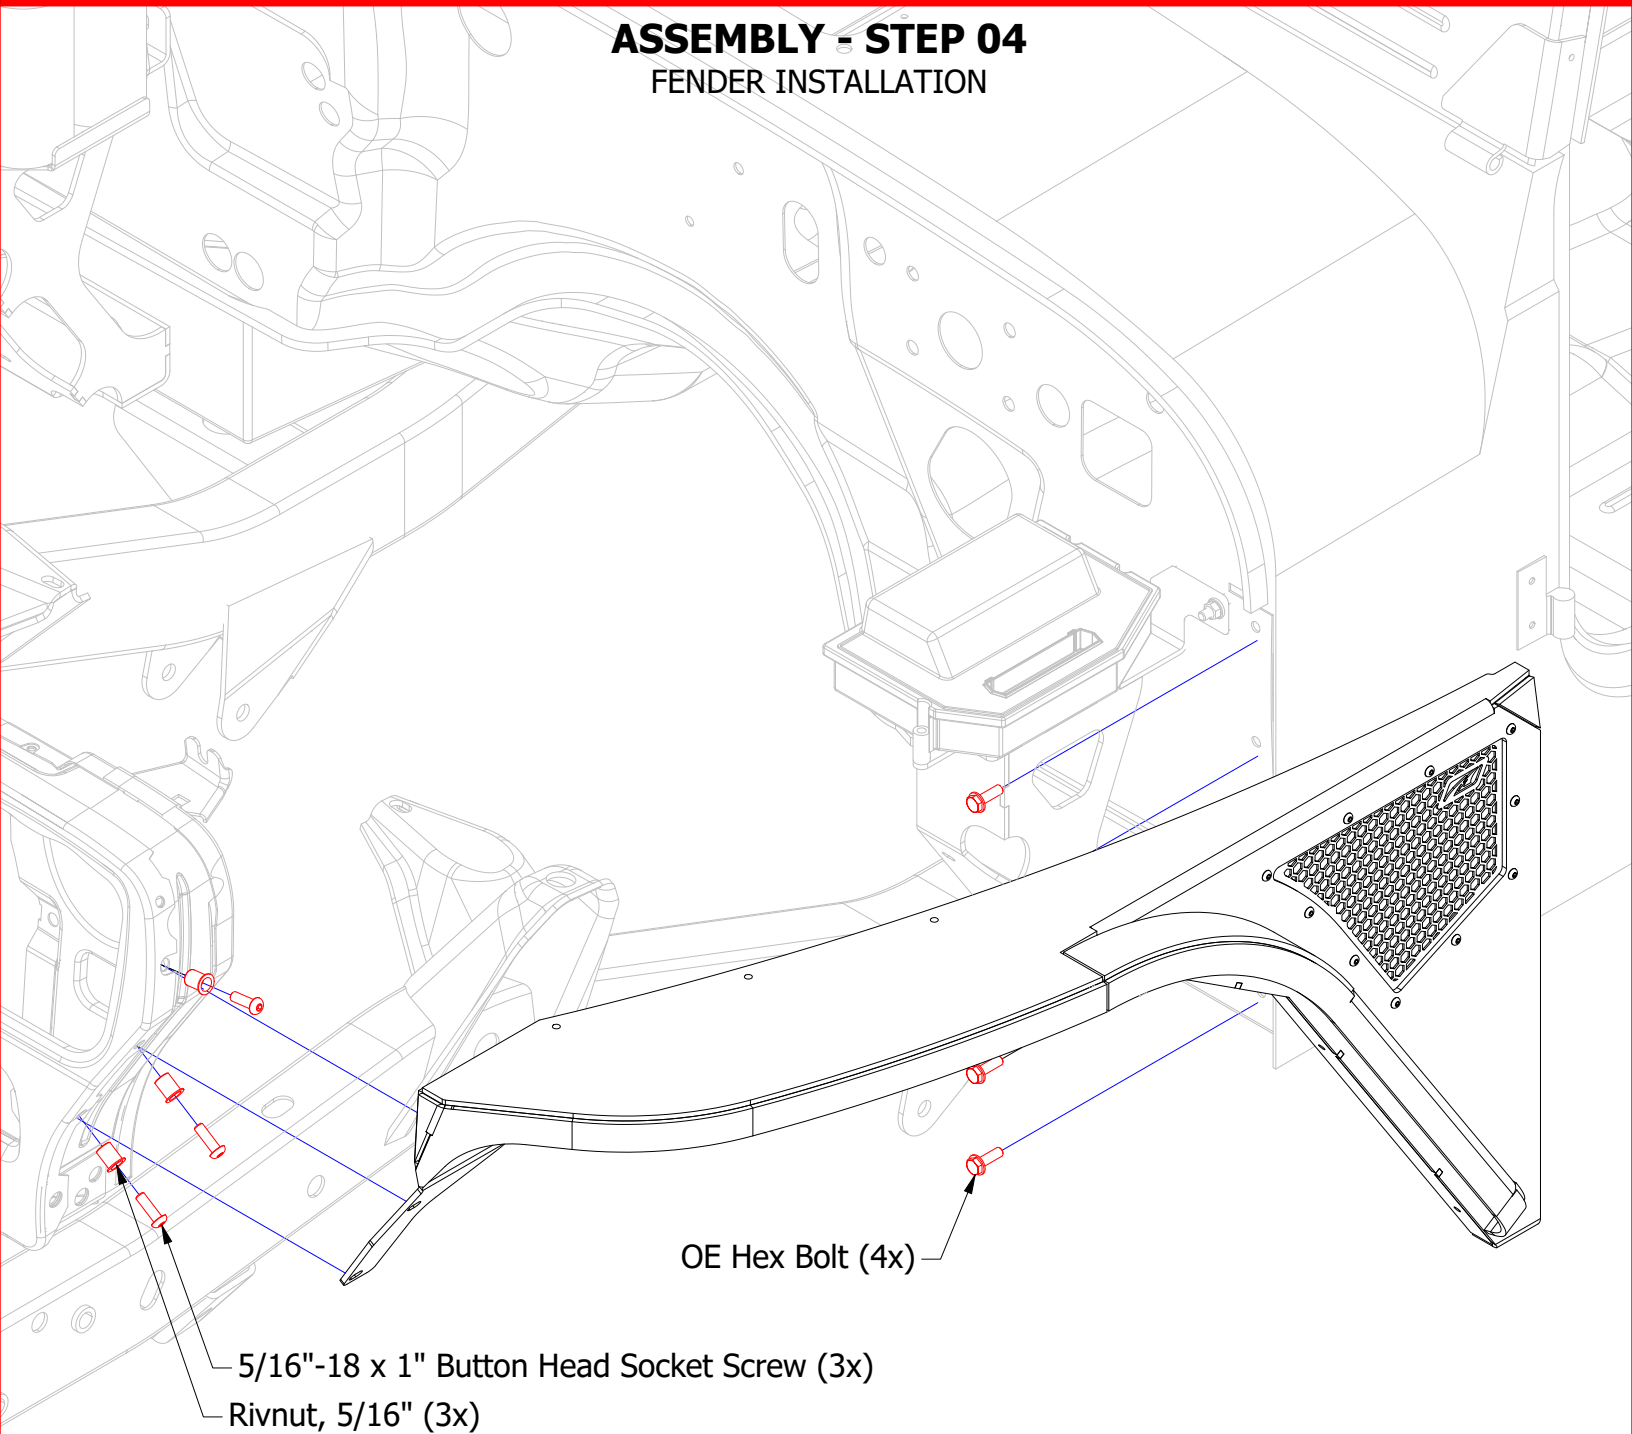 ASSEMBLY - STEP 04
FENDER INSTALLATION
OE Hex Bolt (4x)
5/16"-18 x 1" Button Head Socket Screw (3x)
Rivnut, 5/16" (3x)